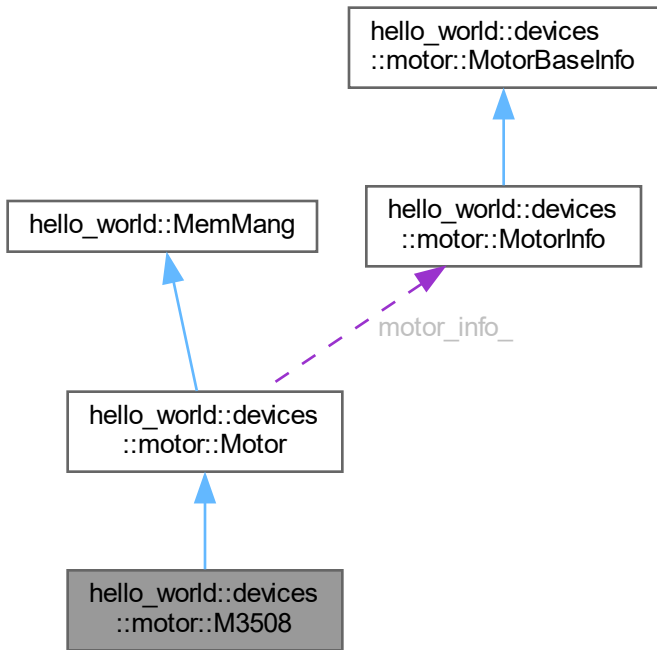 hello_world::devices
::motor::MotorBaseInfo
hello_world::MemMang
hello_world::devices
::motor::MotorInfo
motor_info_
hello_world::devices
::motor::Motor
hello_world::devices
::motor::M3508